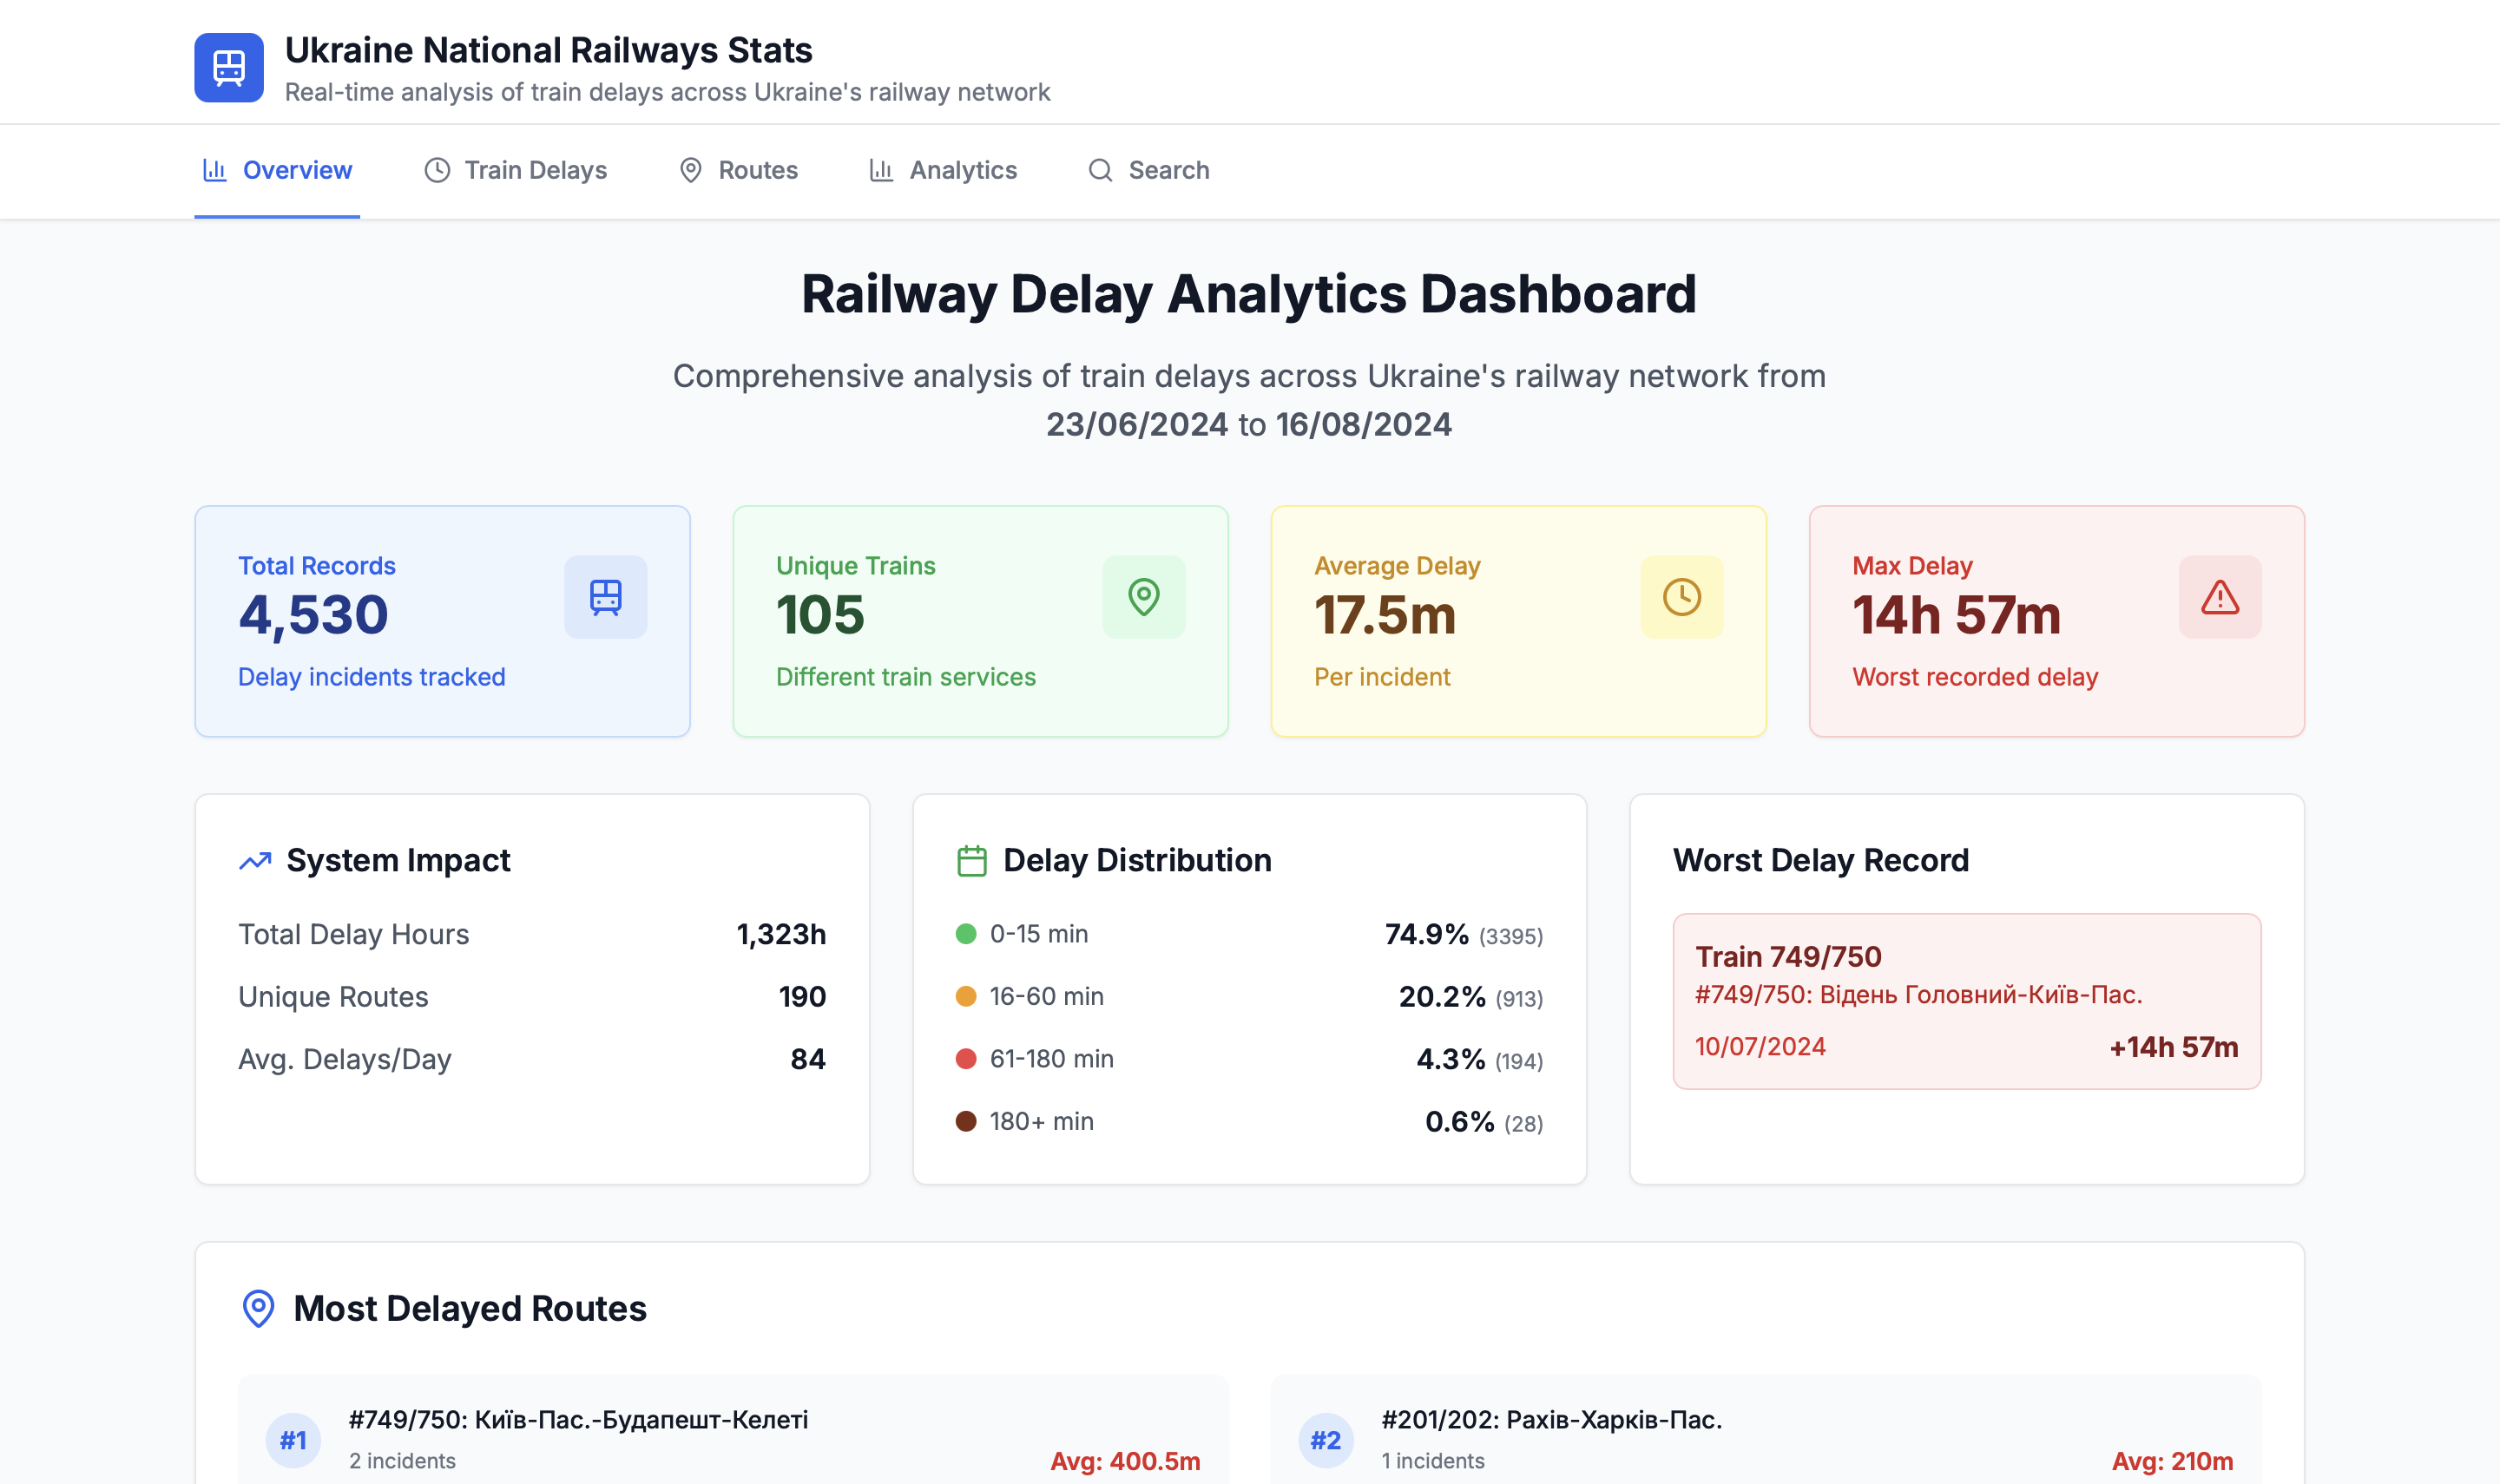 Ukraine National Railways Stats
Real-time analysis of train delays across Ukraine's railway network
Overview
Train Delays
Routes
Analytics
Search
Railway Delay Analytics Dashboard
Comprehensive analysis of train delays across Ukraine's railway network from
23/06/2024 to 16/08/2024
Total Records
4,530
Delay incidents tracked
Unique Trains
105
Different train services
Average Delay
17.5m
Per incident
Max Delay
14h 57m
Worst recorded delay
System Impact
Total Delay Hours 1,323h
Unique Routes 190
Avg. Delays/Day 84
Delay Distribution
0-15 min 74.9% (3395)
16-60 min 20.2% (913)
61-180 min 4.3% (194)
180+ min 0.6% (28)
Worst Delay Record
Train 749/750
#749/750: Відень Головний-Київ-Пас.
10/07/2024 +14h 57m
Most Delayed Routes
#1
#749/750: Київ-Пас.-Будапешт-Келеті
2 incidents
Avg: 400.5m
#2
#201/202: Рахів-Харків-Пас.
1 incidents
Avg: 210m